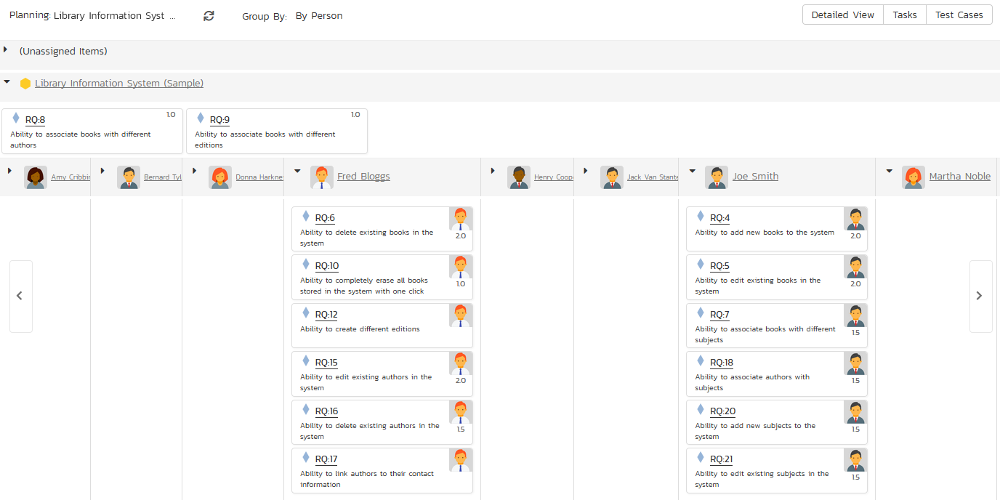 Planning: Library Information Syst ...
Group By: By Person
Detailed View
Tasks
Test Cases
(Unassigned Items)
Library Information System (Sample)
RQ:8
1.0
Ability to associate books with different
authors
RQ:9
1.0
Ability to associate books with different
editions
Amy Cribbin
Bernard Tyl
Donna Harknes
Fred Bloggs
Henry Coope
Jack Van Stante
Joe Smith
Martha Noble
RQ:6
Ability to delete existing books in the
system
2.0
RQ:10
Ability to completely erase all books
stored in the system with one click
1.0
RQ:12
Ability to create different editions
RQ:15
Ability to edit existing authors in the
system
2.0
RQ:16
Ability to delete existing authors in the
system
1.5
RQ:17
Ability to link authors to their contact
information
RQ:4
Ability to add new books to the system
2.0
RQ:5
Ability to edit existing books in the
system
2.0
RQ:7
Ability to associate books with different
subjects
1.5
RQ:18
Ability to associate authors with
subjects
1.5
RQ:20
Ability to add new subjects to the
system
1.5
RQ:21
Ability to edit existing subjects in the
system
1.5